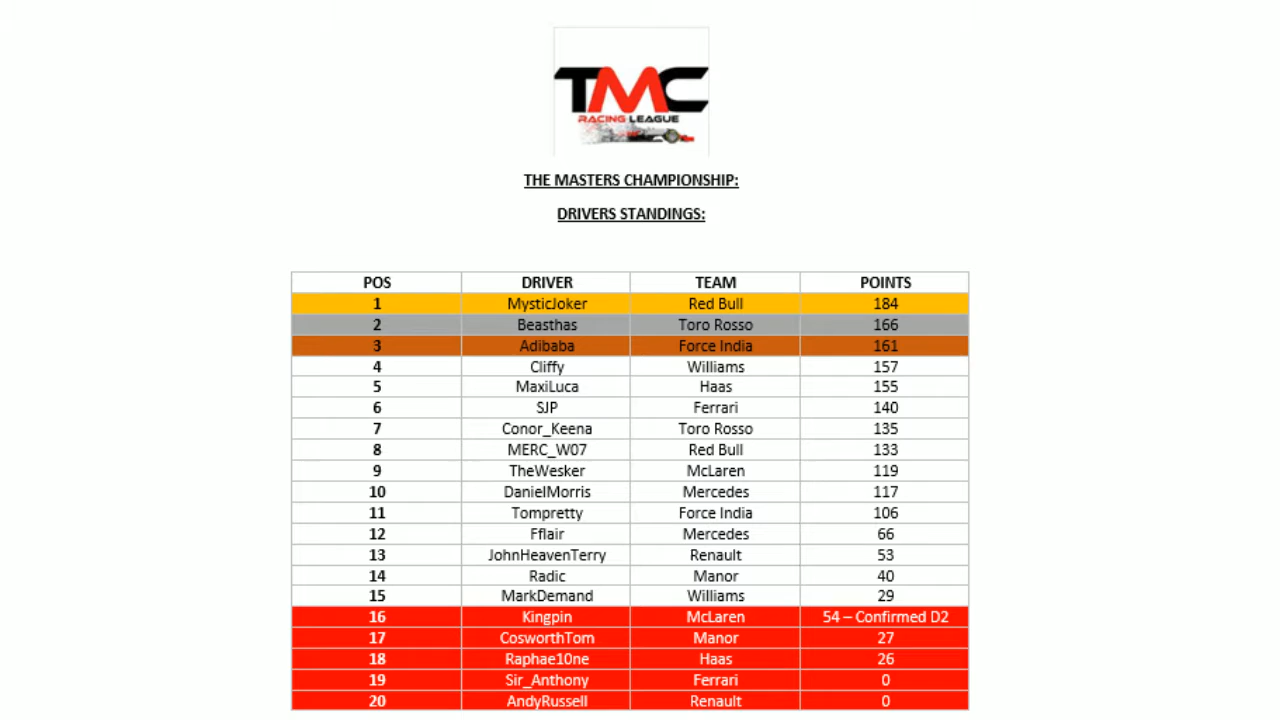 TMC
RACING LEAGUE
THE MASTERS CHAMPIONSHIP:
DRIVERS STANDINGS:
POS DRIVER TEAM POINTS
1 MysticJoker Red Bull 184
2 Beasthas Toro Rosso 166
3 Adibaba Force India 161
4 Cliffy Williams 157
5 MaxiLuca Haas 155
6 SJP Ferrari 140
7 Conor_Keena Toro Rosso 135
8 MERC_W07 Red Bull 133
9 TheWesker McLaren 119
10 DanielMorris Mercedes 117
11 Tompretty Force India 106
12 Fflair Mercedes 66
13 JohnHeavenTerry Renault 53
14 Radic Manor 40
15 MarkDemand Williams 29
16 Kingpin McLaren 54 – Confirmed D2
17 CosworthTom Manor 27
18 Raphae10ne Haas 26
19 Sir_Anthony Ferrari 0
20 AndyRussell Renault 0